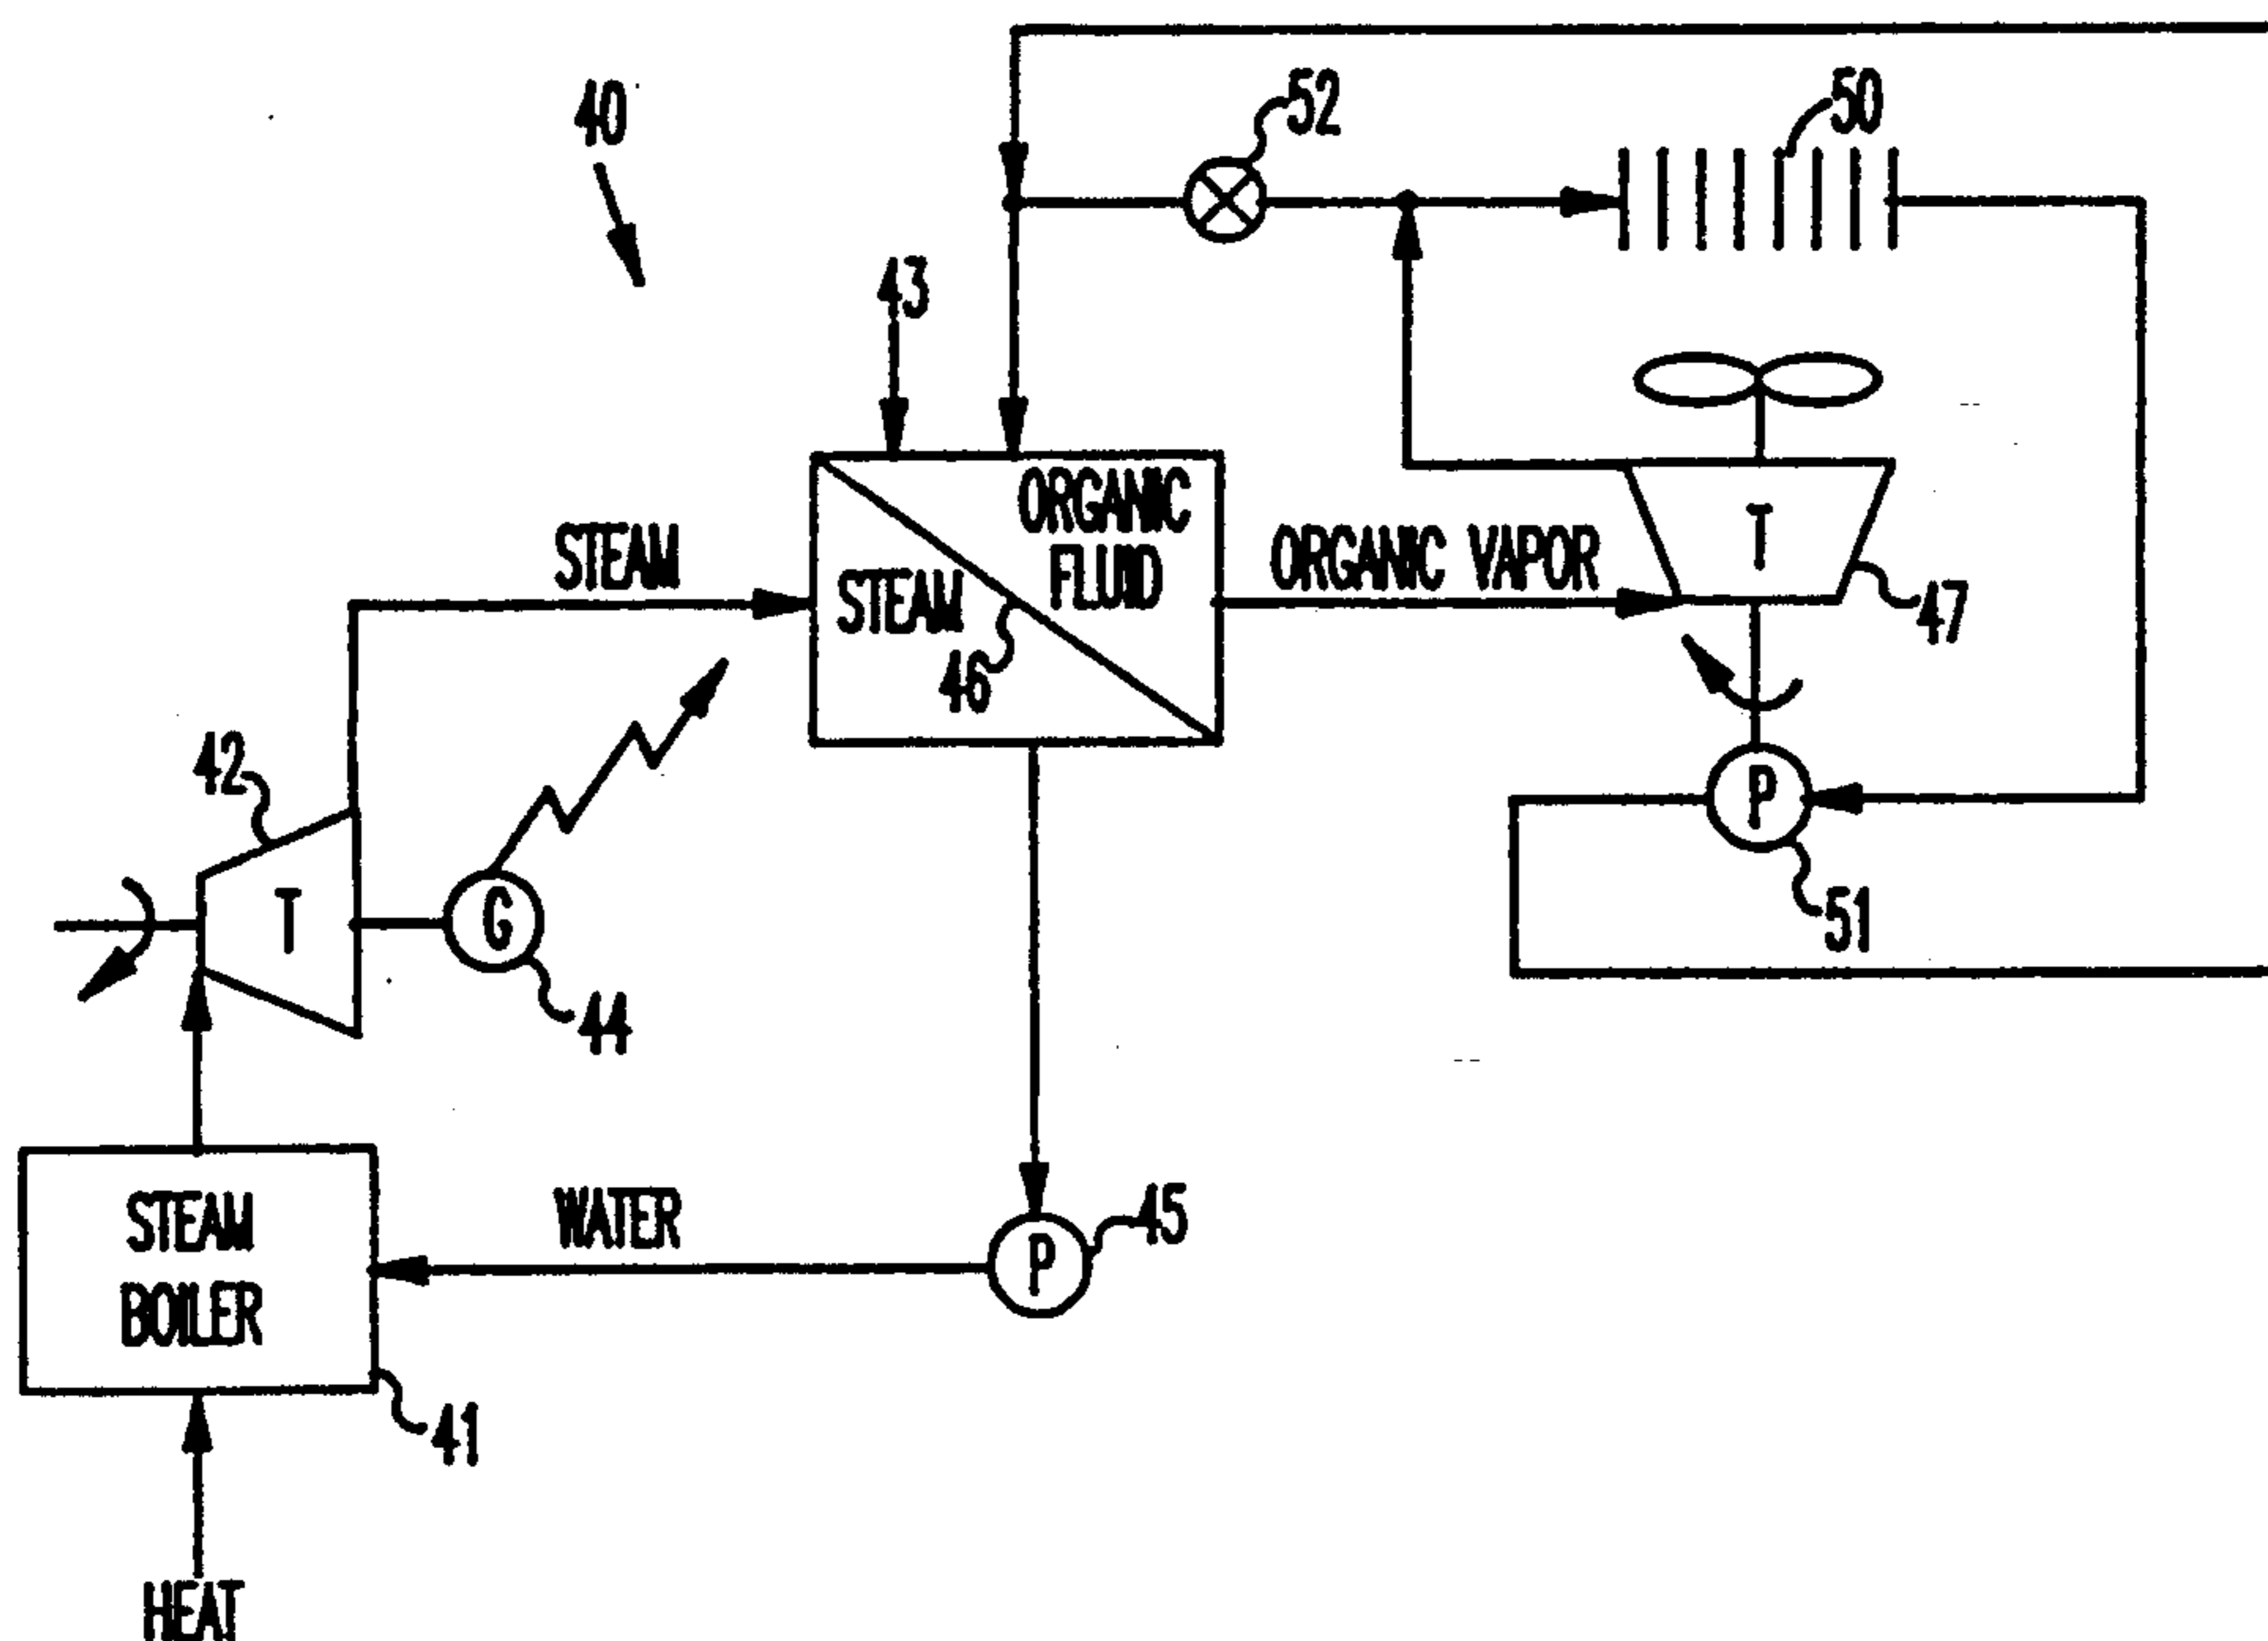 40
52
50
43
ORGANIC
FLUID
STEAM
STEAM
46
ORGANIC VAPOR
T
47
42
T
G
44
P
51
STEAM
BOILER
41
WATER
P
45
HEAT